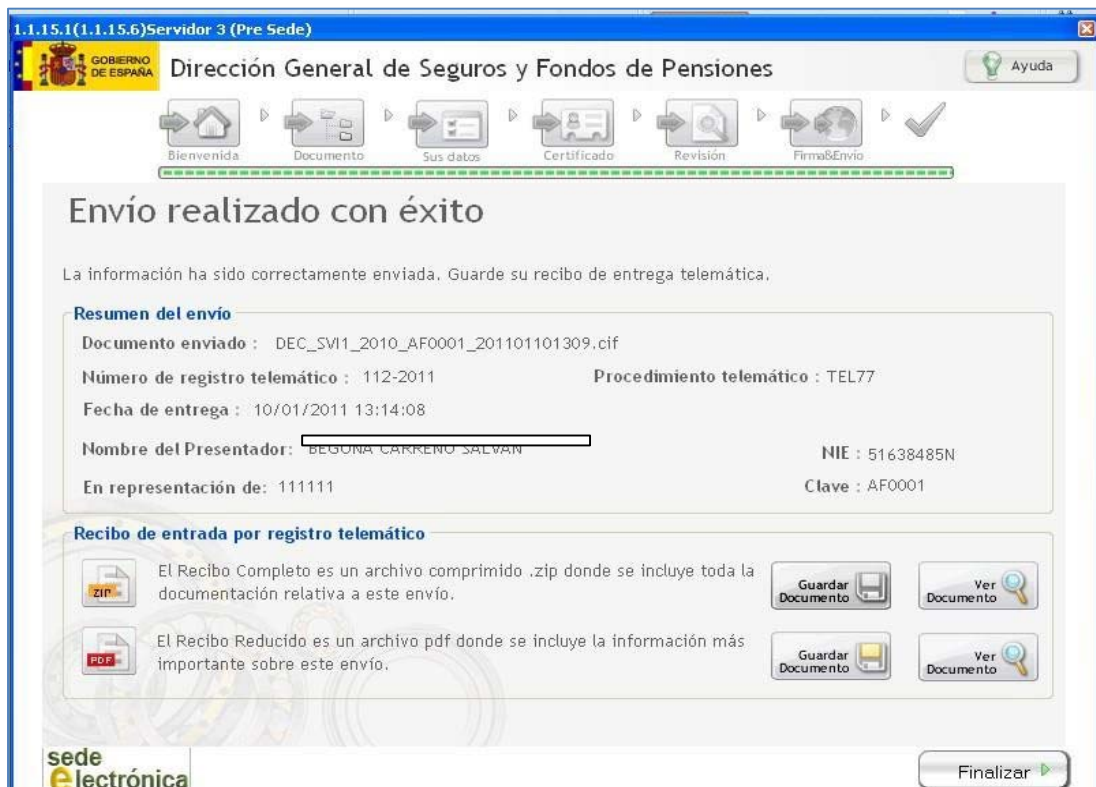 1.1.15.1(1.1.15.6)Servidor 3 (Pre Sede)
GOBIERNO DE ESPAÑA
Dirección General de Seguros y Fondos de Pensiones
Ayuda
Bienvenida Documento Sus datos Certificado Revisión Firma&Envío
Envío realizado con éxito
La información ha sido correctamente enviada. Guarde su recibo de entrega telemática.
Resumen del envío
Documento enviado : DEC_SVI1_2010_AF0001_201101101309.cif
Número de registro telemático : 112-2011 Procedimiento telemático : TEL77
Fecha de entrega : 10/01/2011 13:14:08
Nombre del Presentador: NIE : 51638485N
En representación de: 111111 Clave : AF0001
Recibo de entrada por registro telemático
ZIP
El Recibo Completo es un archivo comprimido .zip donde se incluye toda la
documentación relativa a este envío.
Guardar Documento
Ver Documento
PDF
El Recibo Reducido es un archivo pdf donde se incluye la información más
importante sobre este envío.
Guardar Documento
Ver Documento
sede
electrónica
Finalizar